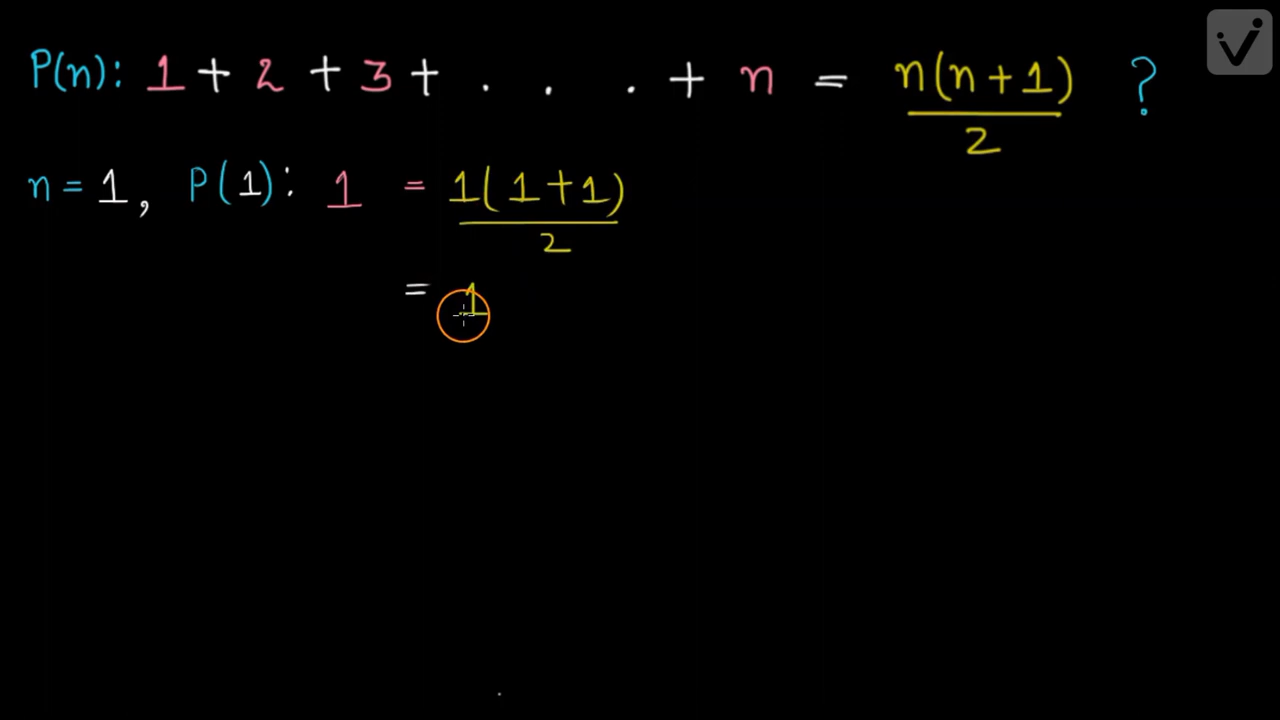 P(n): 1 + 2 + 3 + . . . + n = n(n+1)/2 ?
n = 1, P(1): 1 = 1(1+1)/2
= 1